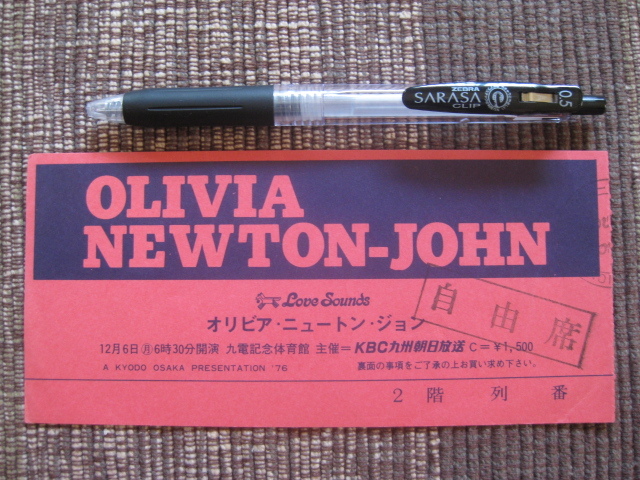 ZEBRA
SARASA
CLIP
0.5
OLIVIA
NEWTON-JOHN
Love Sounds
オリビア・ニュートン・ジョン
自由席
12月6日㊊6時30分開演 九電記念体育館 主催=KBC九州朝日放送 C=¥1,500
A KYODO OSAKA PRESENTATION '76
裏面の事項をご了承の上お買い求め下さい。
2 階 列 番